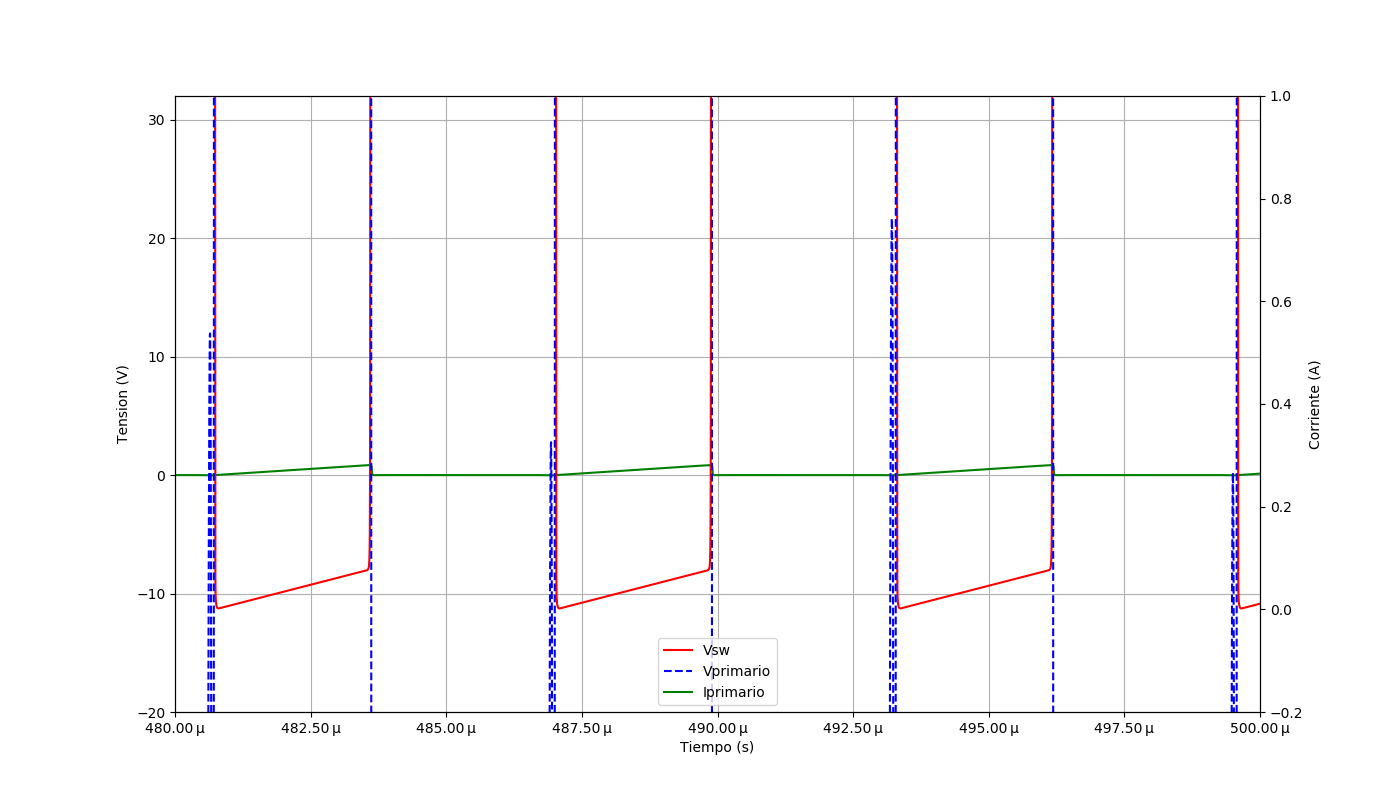 30
20
10
0
−10
−20
Tension (V)
1.0
0.8
0.6
0.4
0.2
0.0
−0.2
Corriente (A)
Vsw
Vprimario
Iprimario
480.00 µ 482.50 µ 485.00 µ 487.50 µ 490.00 µ 492.50 µ 495.00 µ 497.50 µ 500.00 µ
Tiempo (s)